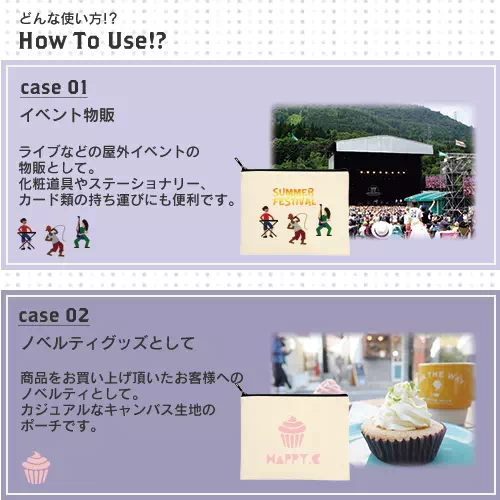 どんな使い方!?
How To Use!?
case 01
イベント物販
ライブなどの屋外イベントの
物販として。
化粧道具やステーショナリー、
カード類の持ち運びにも便利です。
SUMMER
FESTIVAL
case 02
ノベルティグッズとして
商品をお買い上げ頂いたお客様への
ノベルティとして。
カジュアルなキャンバス生地の
ポーチです。
HAPPY.C
THE WAY